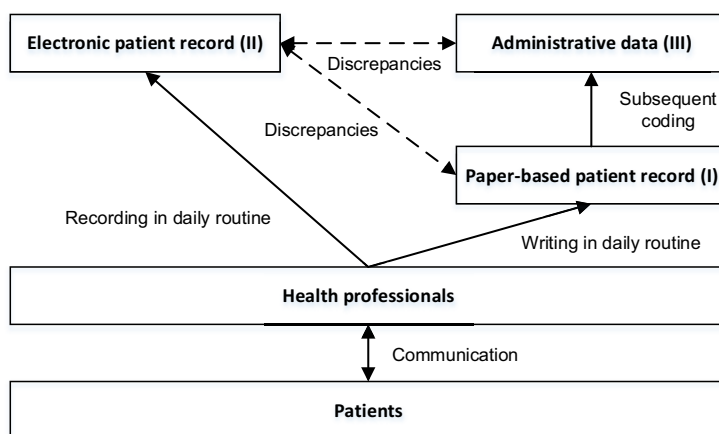 Electronic patient record (II)
Administrative data (III)
Discrepancies
Subsequent
coding
Discrepancies
Paper-based patient record (I)
Recording in daily routine
Writing in daily routine
Health professionals
Communication
Patients